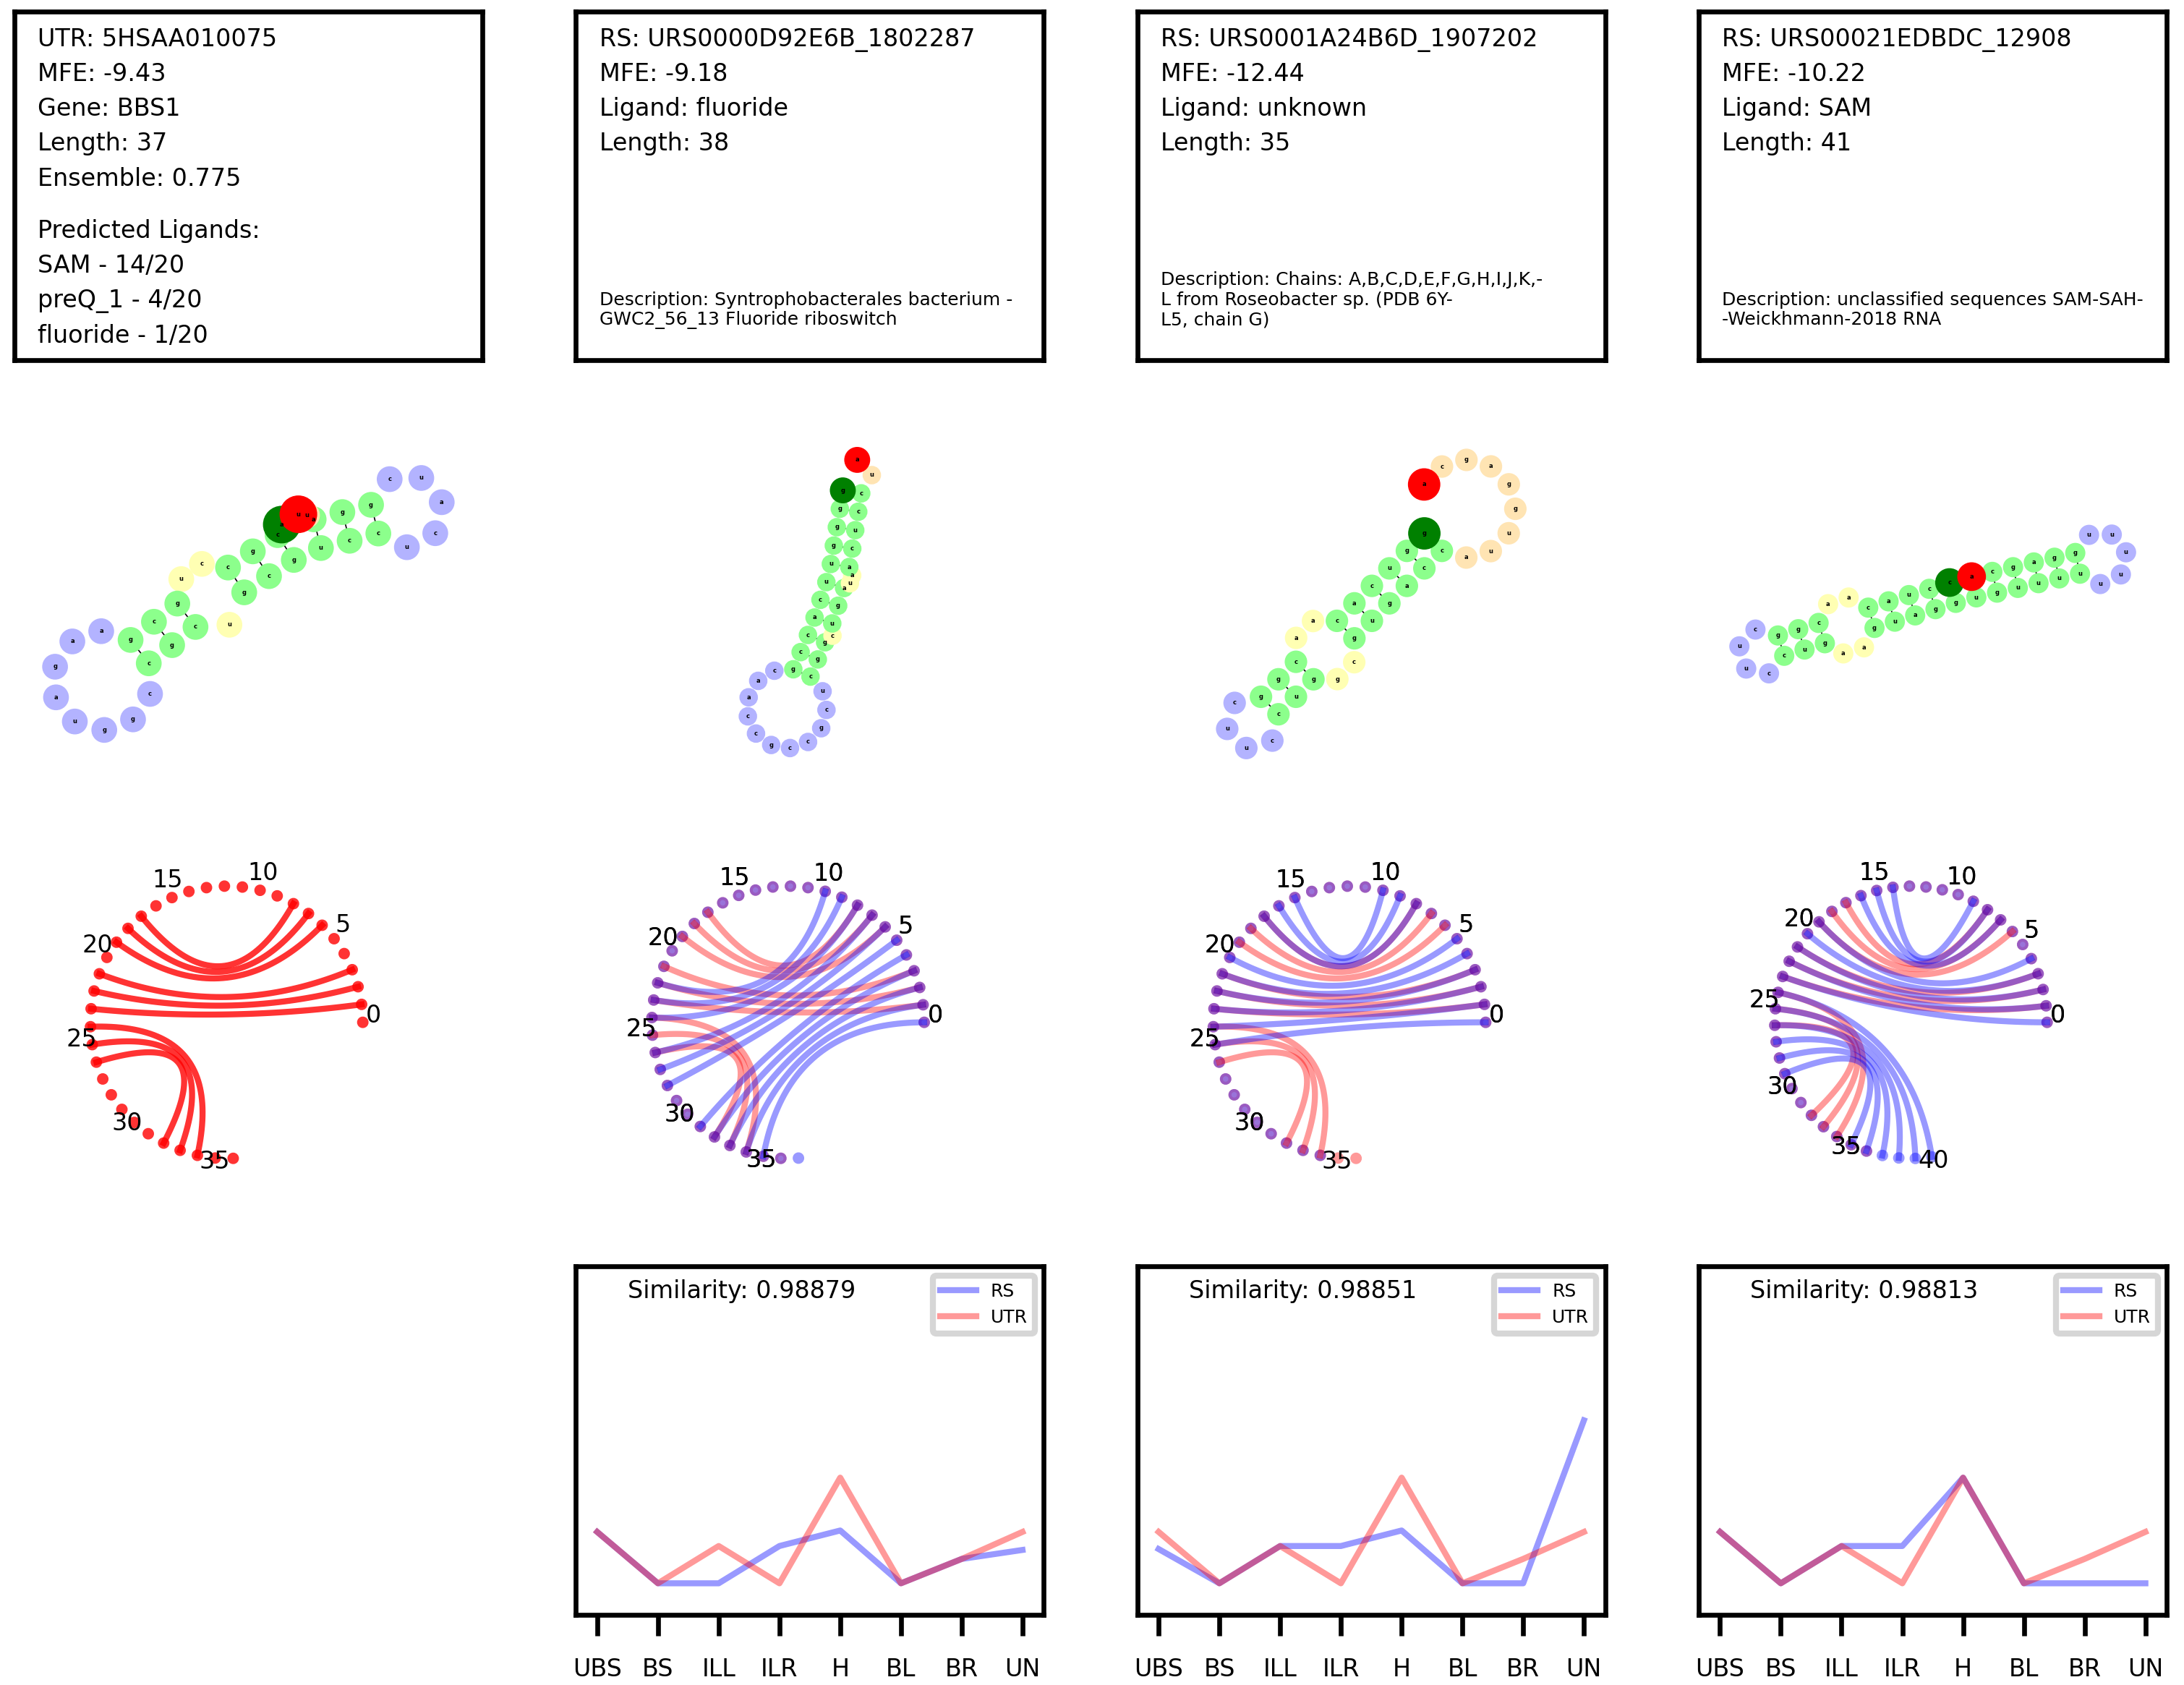 UTR: 5HSAA010075
MFE: -9.43
Gene: BBS1
Length: 37
Ensemble: 0.775
Predicted Ligands:
SAM - 14/20
preQ_1 - 4/20
fluoride - 1/20
RS: URS0000D92E6B_1802287
MFE: -9.18
Ligand: fluoride
Length: 38
Description: Syntrophobacterales bacterium -
GWC2_56_13 Fluoride riboswitch
RS: URS0001A24B6D_1907202
MFE: -12.44
Ligand: unknown
Length: 35
Description: Chains: A,B,C,D,E,F,G,H,I,J,K,-
L from Roseobacter sp. (PDB 6Y-
L5, chain G)
RS: URS00021EDBDC_12908
MFE: -10.22
Ligand: SAM
Length: 41
Description: unclassified sequences SAM-SAH-
-Weickhmann-2018 RNA
0
5
10
15
20
25
30
35
0
5
10
15
20
25
30
35
0
5
10
15
20
25
30
35
0
5
10
15
20
25
30
35
40
Similarity: 0.98879
RS
UTR
UBS BS ILL ILR H BL BR UN
Similarity: 0.98851
RS
UTR
UBS BS ILL ILR H BL BR UN
Similarity: 0.98813
RS
UTR
UBS BS ILL ILR H BL BR UN